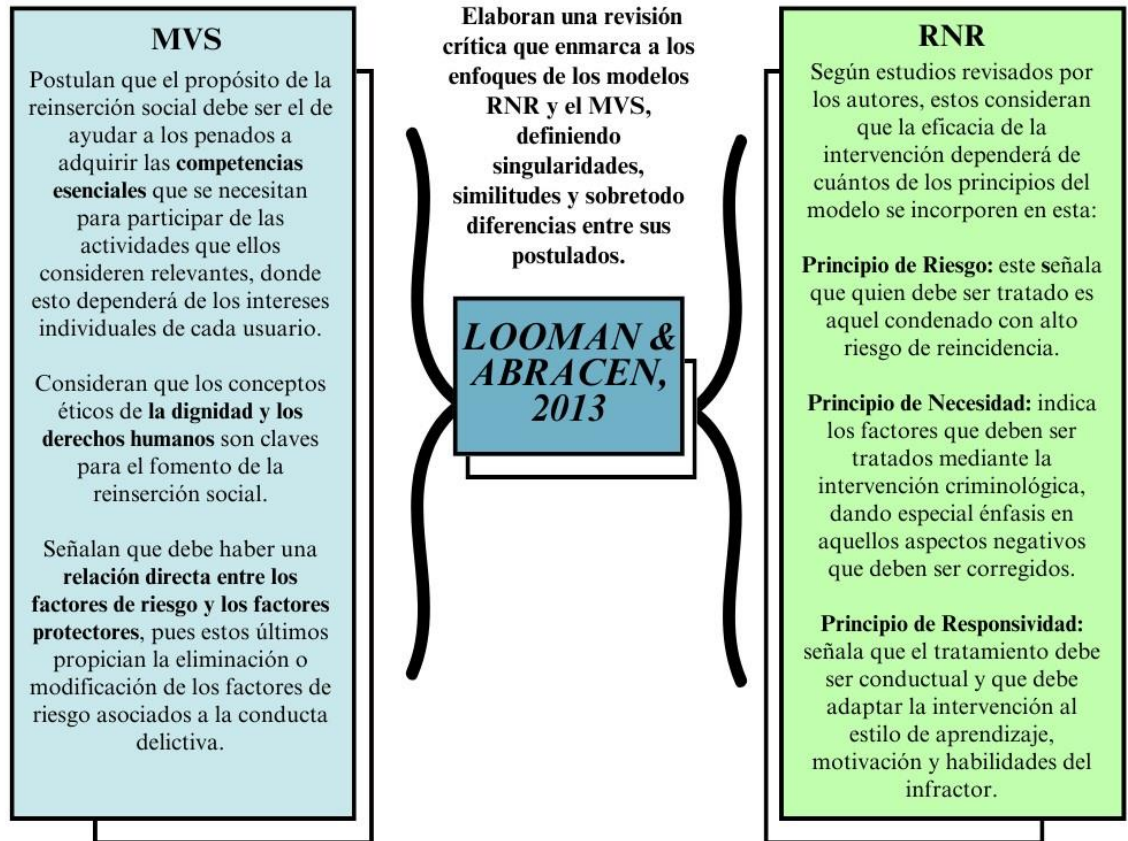 MVS
Postulan que el propósito de la
reinserción social debe ser el de
ayudar a los penados a
adquirir las competencias
esenciales que se necesitan
para participar de las
actividades que ellos
consideren relevantes, donde
esto dependerá de los intereses
individuales de cada usuario.
Consideran que los conceptos
éticos de la dignidad y los
derechos humanos son claves
para el fomento de la
reinserción social.
Señalan que debe haber una
relación directa entre los
factores de riesgo y los factores
protectores, pues estos últimos
propician la eliminación o
modificación de los factores de
riesgo asociados a la conducta
delictiva.
Elaboran una revisión
crítica que enmarca a los
enfoques de los modelos
RNR y el MVS,
definiendo
singularidades,
similitudes y sobretodo
diferencias entre sus
postulados.
LOOMAN &
ABRACEN,
2013
RNR
Según estudios revisados por
los autores, estos consideran
que la eficacia de la
intervención dependerá de
cuántos de los principios del
modelo se incorporen en esta:
Principio de Riesgo: este señala
que quien debe ser tratado es
aquel condenado con alto
riesgo de reincidencia.
Principio de Necesidad: indica
los factores que deben ser
tratados mediante la
intervención criminológica,
dando especial énfasis en
aquellos aspectos negativos
que deben ser corregidos.
Principio de Responsividad:
señala que el tratamiento debe
ser conductual y que debe
adaptar la intervención al
estilo de aprendizaje,
motivación y habilidades del
infractor.